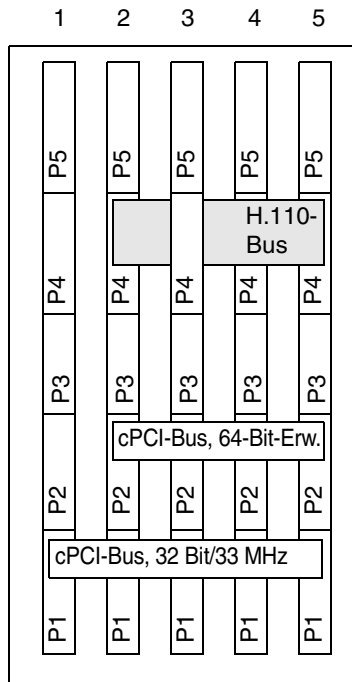 1 2 3 4 5
P5 P5 P5 P5 P5
H.110-
Bus
P4 P4 P4 P4 P4
P3 P3 P3 P3 P3
cPCI-Bus, 64-Bit-Erw.
P2 P2 P2 P2 P2
cPCI-Bus, 32 Bit/33 MHz
P1 P1 P1 P1 P1